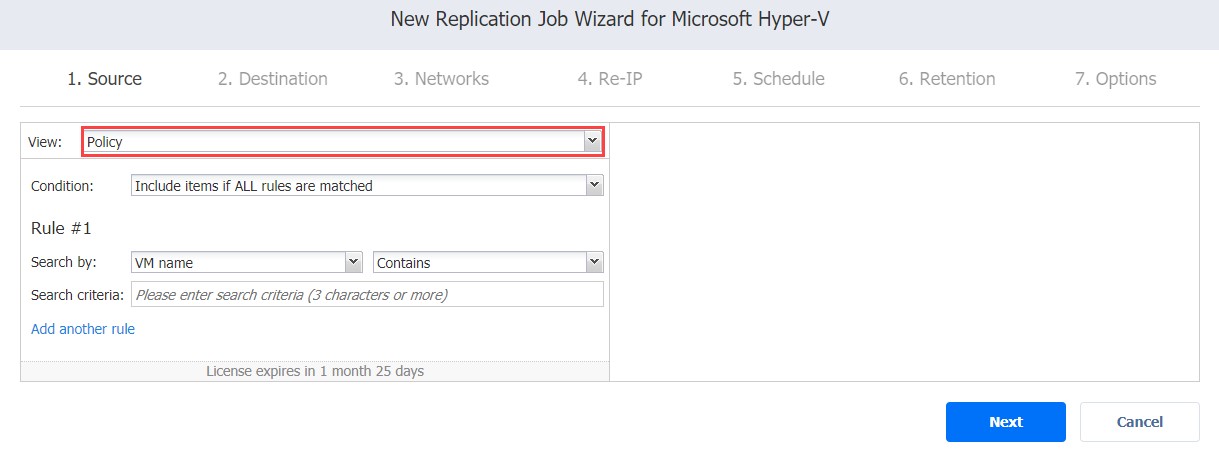 New Replication Job Wizard for Microsoft Hyper-V
1. Source 2. Destination 3. Networks 4. Re-IP 5. Schedule 6. Retention 7. Options
View: Policy
Condition: Include items if ALL rules are matched
Rule #1
Search by: VM name Contains
Search criteria: Please enter search criteria (3 characters or more)
Add another rule
License expires in 1 month 25 days
Next Cancel